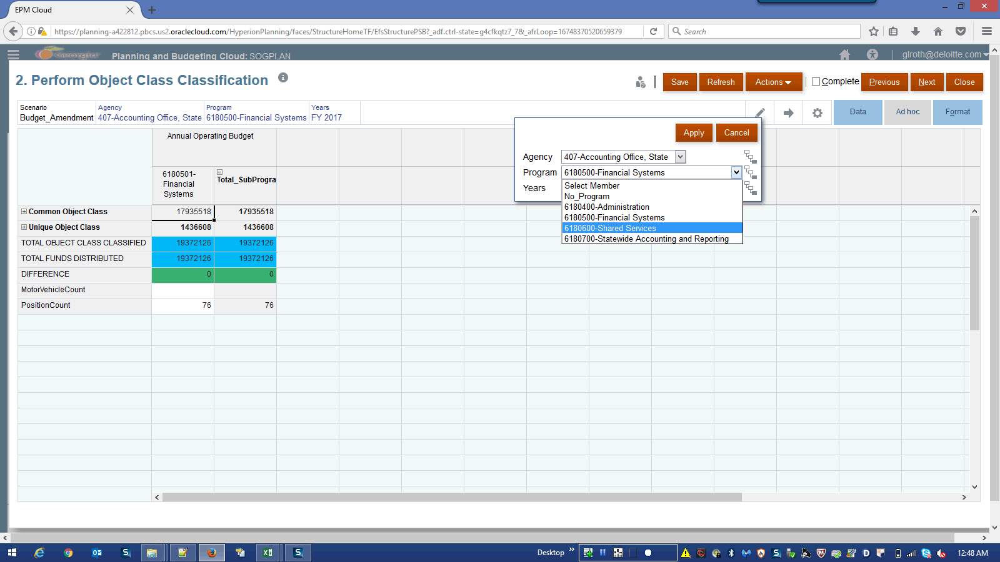 EPM Cloud
https://planning-a422812.pbcs.us2.oraclecloud.com/HyperionPlanning/faces/StructureHomeTF/EfsStructurePSB?_adf.ctrl-state=g4cfkqtz7_7&_afrLoop=16748370520659379
Search
Georgia
Planning and Budgeting Cloud: SOGPLAN
glroth@deloitte.com
2. Perform Object Class Classification
Save
Refresh
Actions
Complete
Previous
Next
Close
Scenario
Budget_Amendment
Agency
407-Accounting Office, State
Program
6180500-Financial Systems
Years
FY 2017
Data
Ad hoc
Format
Apply
Cancel
Agency 407-Accounting Office, State
Program 6180500-Financial Systems
Years
Select Member
No_Program
6180400-Administration
6180500-Financial Systems
6180600-Shared Services
6180700-Statewide Accounting and Reporting
Annual Operating Budget
6180501-
Financial
Systems
Total_SubProgra
Common Object Class 17935518 17935518
Unique Object Class 1436608 1436608
TOTAL OBJECT CLASS CLASSIFIED 19372126 19372126
TOTAL FUNDS DISTRIBUTED 19372126 19372126
DIFFERENCE 0 0
MotorVehicleCount
PositionCount 76 76
Desktop
12:48 AM